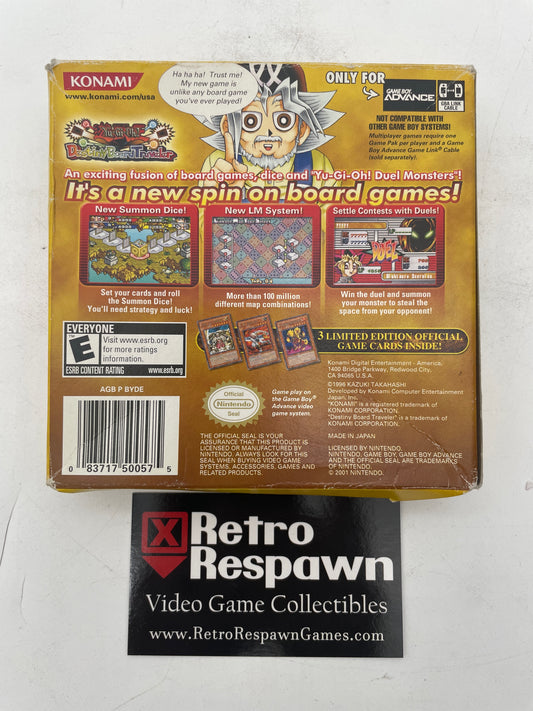 KONAMI
www.konami.com/usa
Ha ha ha! Trust me!
My new game is
unlike any board game
you've ever played!
ONLY FOR
GAME BOY
ADVANCE
GBA LINK
CABLE
NOT COMPATIBLE WITH
OTHER GAME BOY SYSTEMS!
Multiplayer games require one
Game Pak per player and a Game
Boy Advance Game Link® Cable
(sold separately).
Yu-Gi-Oh!
Destiny Board Traveler
An exciting fusion of board games, dice and "Yu-Gi-Oh! Duel Monsters"!
It's a new spin on board games!
New Summon Dice!
New LM System!
Settle Contests with Duels!
DUEL
Set your cards and roll
the Summon Dice!
You'll need strategy and luck!
More than 100 million
different map combinations!
Win the duel and summon
your monster to steal the
space from your opponent!
3 LIMITED EDITION OFFICIAL
GAME CARDS INSIDE!
EVERYONE
E
Visit www.esrb.org
for more ratings
information.
ESRB CONTENT RATING www.esrb.org
AGB P BYDE
0 83717 50057 5
Official
Nintendo
Seal
Game play on
the Game Boy®
Advance video
game system.
THE OFFICIAL SEAL IS YOUR
ASSURANCE THAT THIS PRODUCT IS
LICENSED OR MANUFACTURED BY
NINTENDO. ALWAYS LOOK FOR THIS
SEAL WHEN BUYING VIDEO GAME
SYSTEMS, ACCESSORIES, GAMES AND
RELATED PRODUCTS.
Konami Digital Entertainment - America,
1400 Bridge Parkway, Redwood City,
CA 94065 U.S.A.
©1996 KAZUKI TAKAHASHI
Developed by Konami Computer Entertainment
Japan, Inc.
"KONAMI" is a registered trademark of
KONAMI CORPORATION.
"Destiny Board Traveler" is a trademark of
KONAMI CORPORATION.
MADE IN JAPAN
LICENSED BY NINTENDO.
NINTENDO, GAME BOY, GAME BOY ADVANCE
AND THE OFFICIAL SEAL ARE TRADEMARKS
OF NINTENDO.
© 2001 NINTENDO.
Retro
Respawn
Video Game Collectibles
www.RetroRespawnGames.com